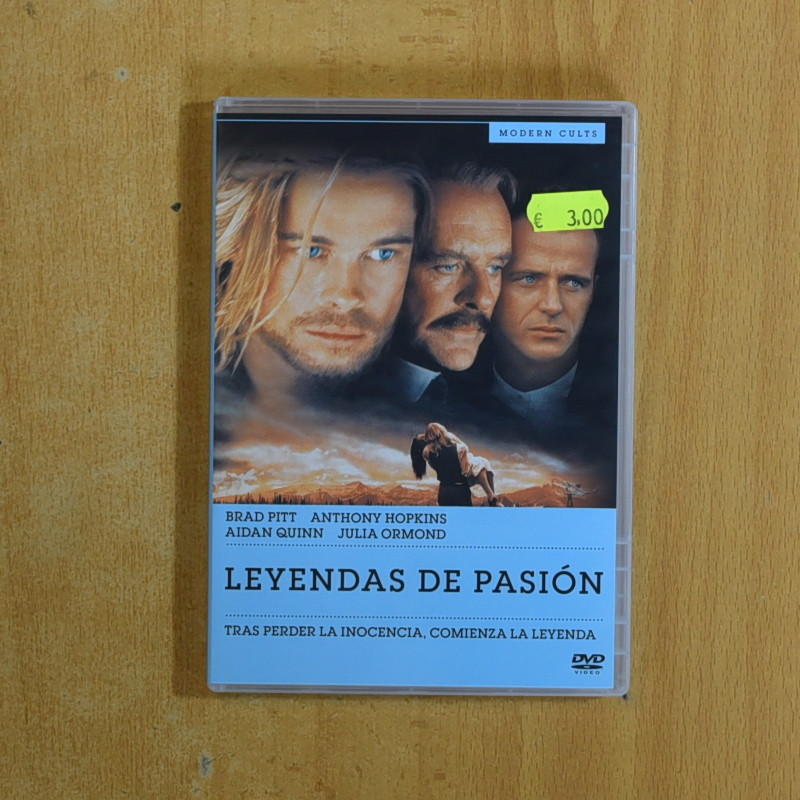 MODERN CULTS
€ 3,00
BRAD PITT ANTHONY HOPKINS
AIDAN QUINN JULIA ORMOND
LEYENDAS DE PASIÓN
TRAS PERDER LA INOCENCIA, COMIENZA LA LEYENDA
DVD
VIDEO